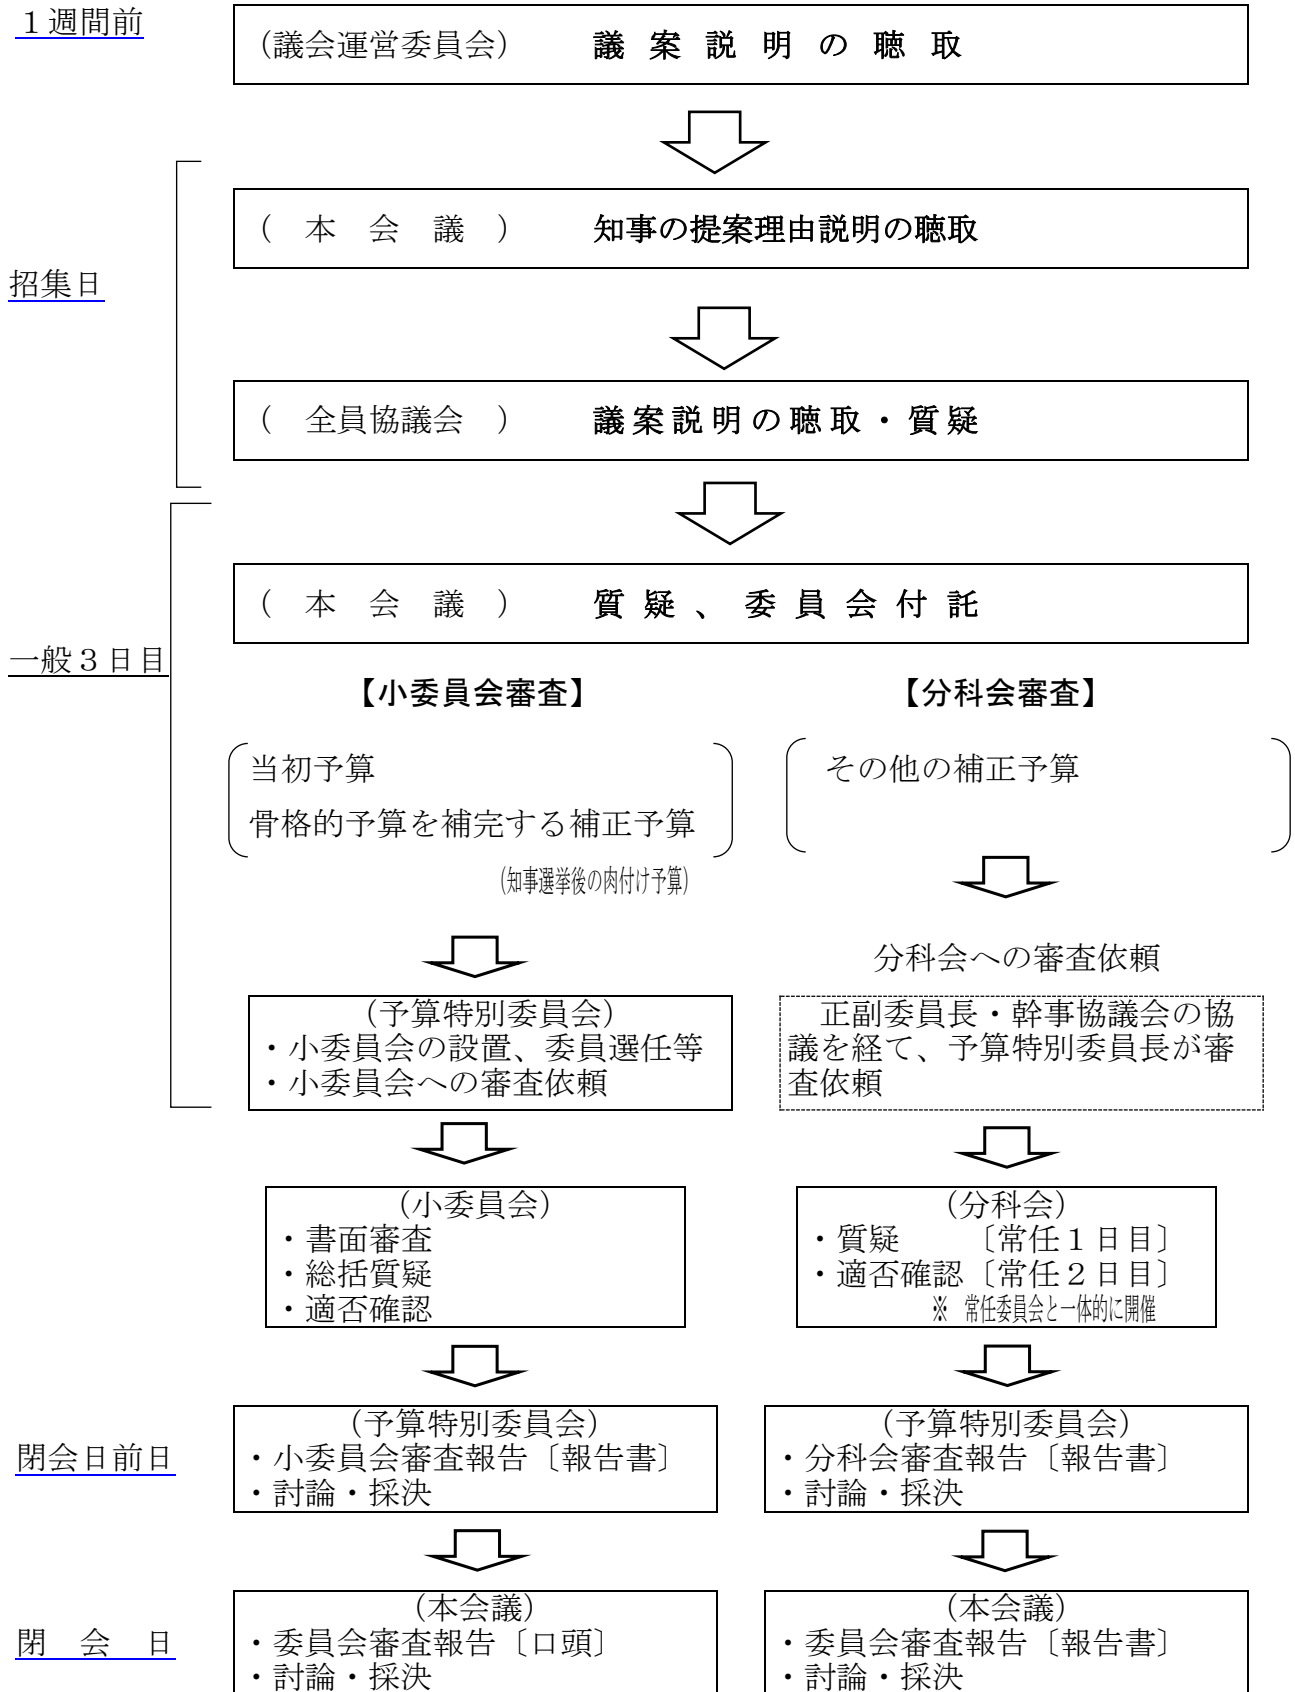 １週間前
（議会運営委員会）　議案説明の聴取
招集日
（　本　会　議　）　知事の提案理由説明の聴取
（　全員協議会　）　議案説明の聴取・質疑
一般３日目
（　本　会　議　）　質疑、委員会付託
【小委員会審査】
当初予算
骨格的予算を補完する補正予算
(知事選挙後の肉付け予算)
（予算特別委員会）
・小委員会の設置、委員選任等
・小委員会への審査依頼
（小委員会）
・書面審査
・総括質疑
・適否確認
【分科会審査】
その他の補正予算
分科会への審査依頼
正副委員長・幹事協議会の協
議を経て、予算特別委員長が審
査依頼
（分科会）
・質疑　　〔常任１日目〕
・適否確認〔常任２日目〕
※　常任委員会と一体的に開催
閉会日前日
（予算特別委員会）
・小委員会審査報告〔報告書〕
・討論・採決
（予算特別委員会）
・分科会審査報告〔報告書〕
・討論・採決
閉　会　日
（本会議）
・委員会審査報告〔口頭〕
・討論・採決
（本会議）
・委員会審査報告〔報告書〕
・討論・採決